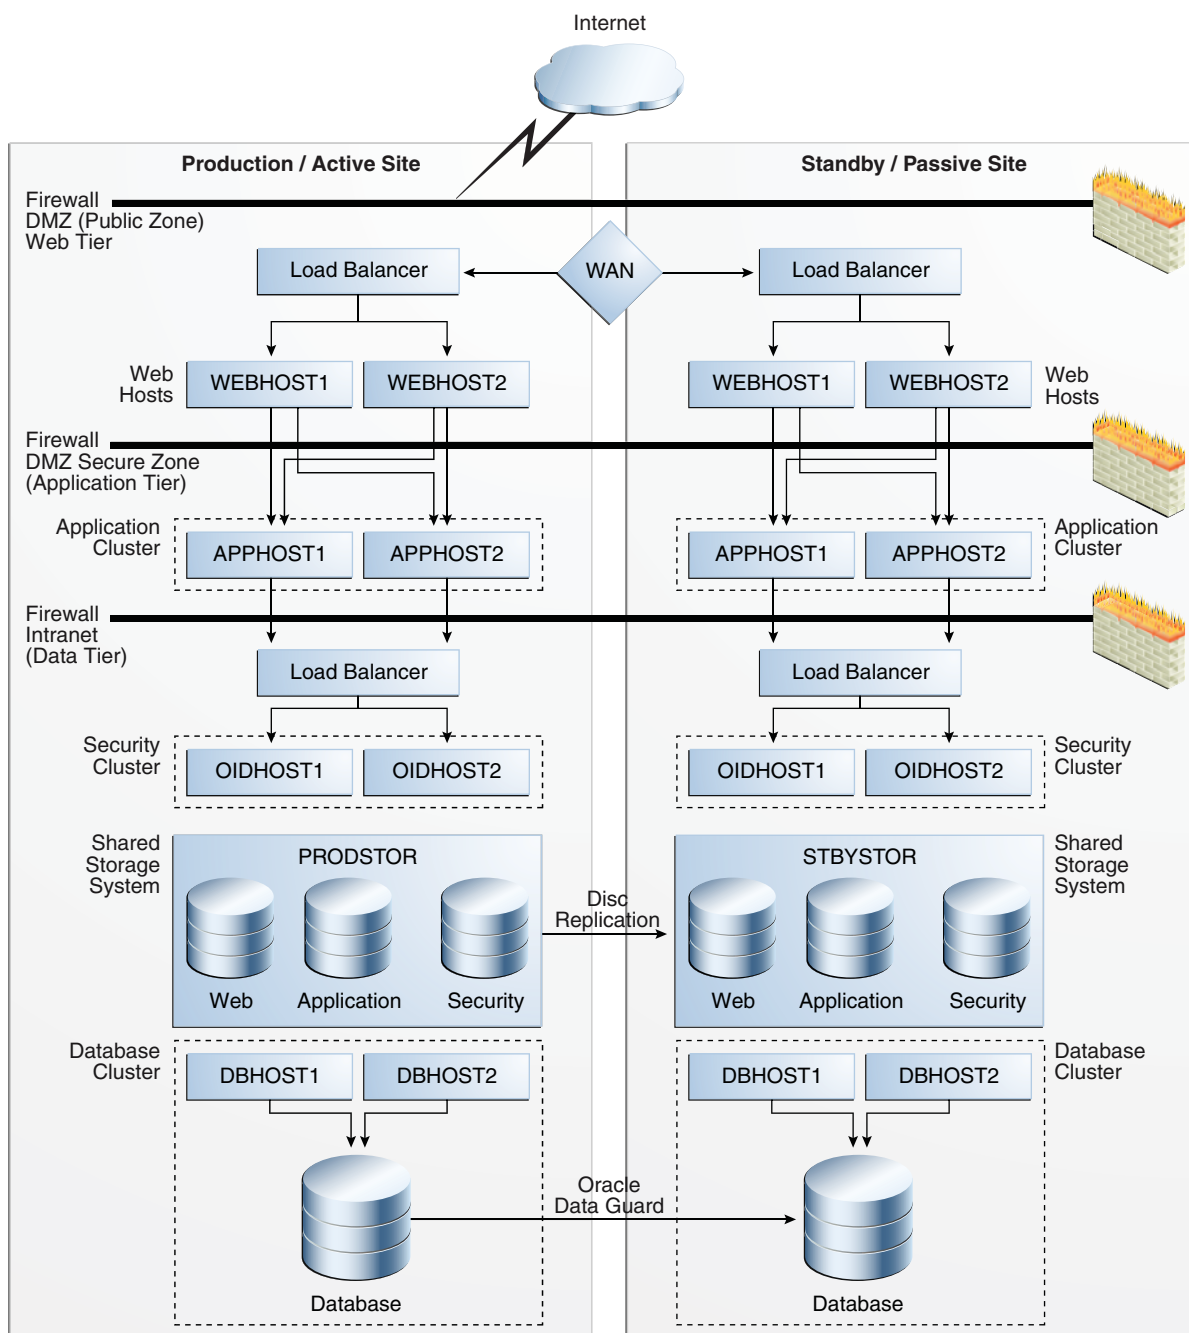 Internet
Production / Active Site
Standby / Passive Site
Firewall
DMZ (Public Zone)
Web Tier
Load Balancer
WAN
Load Balancer
Web
Hosts
WEBHOST1
WEBHOST2
WEBHOST1
WEBHOST2
Web
Hosts
Firewall
DMZ Secure Zone
(Application Tier)
Application
Cluster
APPHOST1
APPHOST2
APPHOST1
APPHOST2
Application
Cluster
Firewall
Intranet
(Data Tier)
Load Balancer
Load Balancer
Security
Cluster
OIDHOST1
OIDHOST2
OIDHOST1
OIDHOST2
Security
Cluster
Shared
Storage
System
PRODSTOR
Web
Application
Security
Disc
Replication
STBYSTOR
Web
Application
Security
Shared
Storage
System
Database
Cluster
DBHOST1
DBHOST2
DBHOST1
DBHOST2
Database
Cluster
Oracle
Data Guard
Database
Database